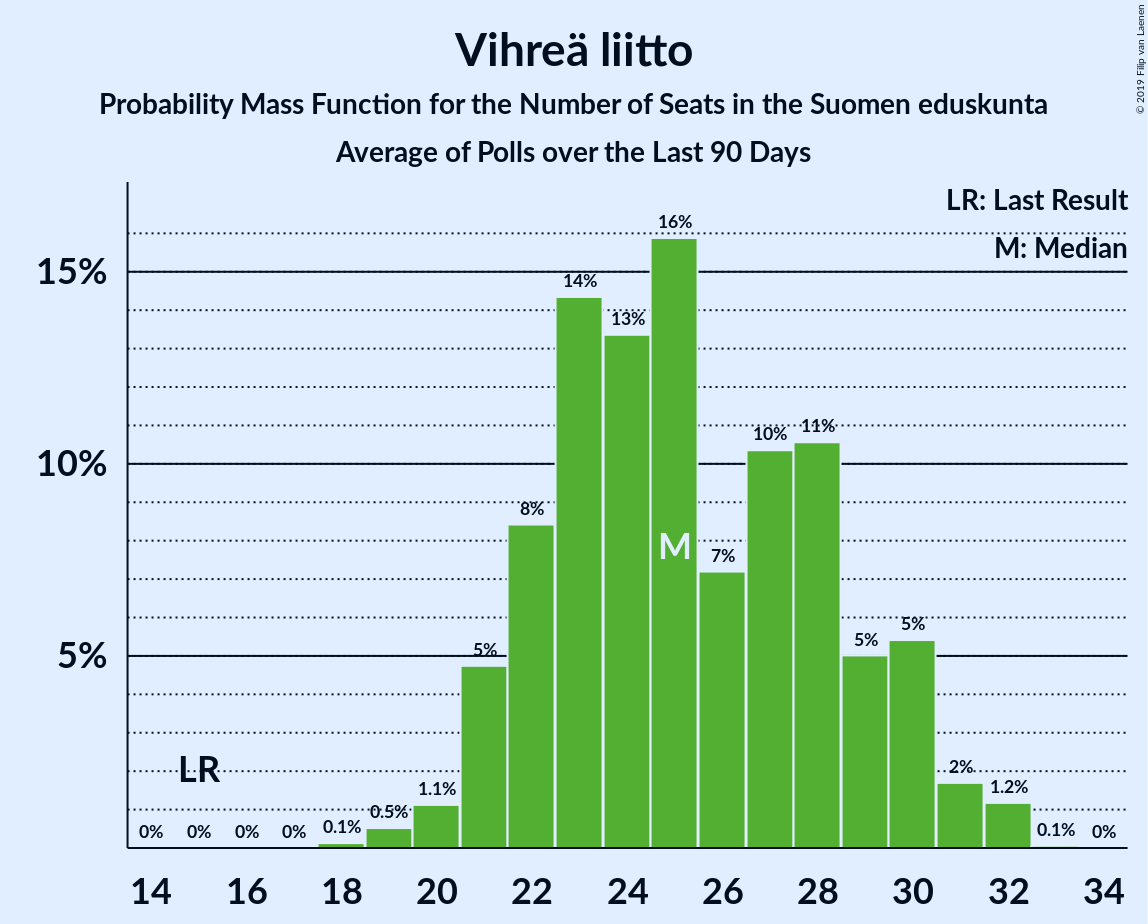 © 2019 Filip van Laenen
Vihreä liitto
Probability Mass Function for the Number of Seats in the Suomen eduskunta
Average of Polls over the Last 90 Days
LR: Last Result
M: Median
15%
10%
5%
0%
0%
0%
0%
0.1%
0.5%
1.1%
5%
8%
14%
13%
16%
7%
10%
11%
5%
5%
2%
1.2%
0.1%
0%
LR
M
14 16 18 20 22 24 26 28 30 32 34